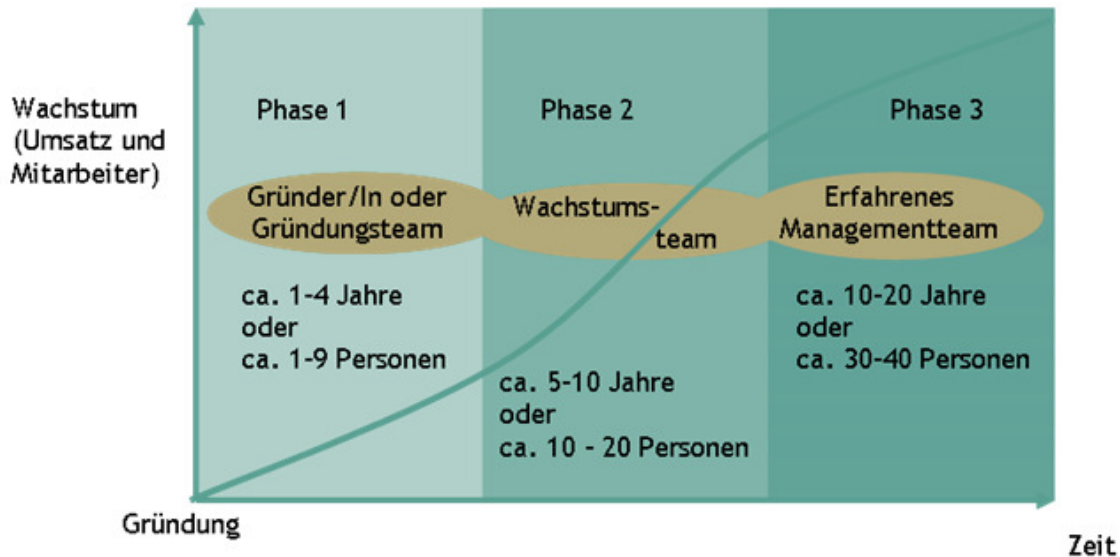 Wachstum
(Umsatz und
Mitarbeiter)
Phase 1
Phase 2
Phase 3
Gründer/In oder
Gründungsteam
Wachstums-
team
Erfahrenes
Managementteam
ca. 1-4 Jahre
oder
ca. 1-9 Personen
ca. 5-10 Jahre
oder
ca. 10 - 20 Personen
ca. 10-20 Jahre
oder
ca. 30-40 Personen
Gründung
Zeit